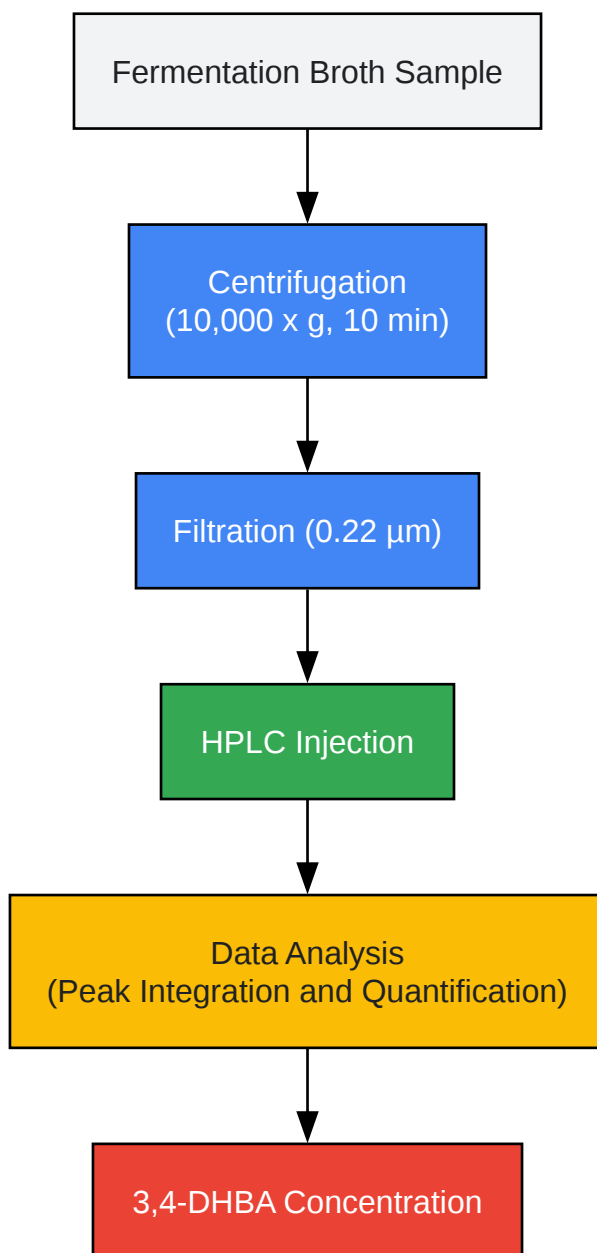 Fermentation Broth Sample
Centrifugation
(10,000 x g, 10 min)
Filtration (0.22 µm)
HPLC Injection
Data Analysis
(Peak Integration and Quantification)
3,4-DHBA Concentration